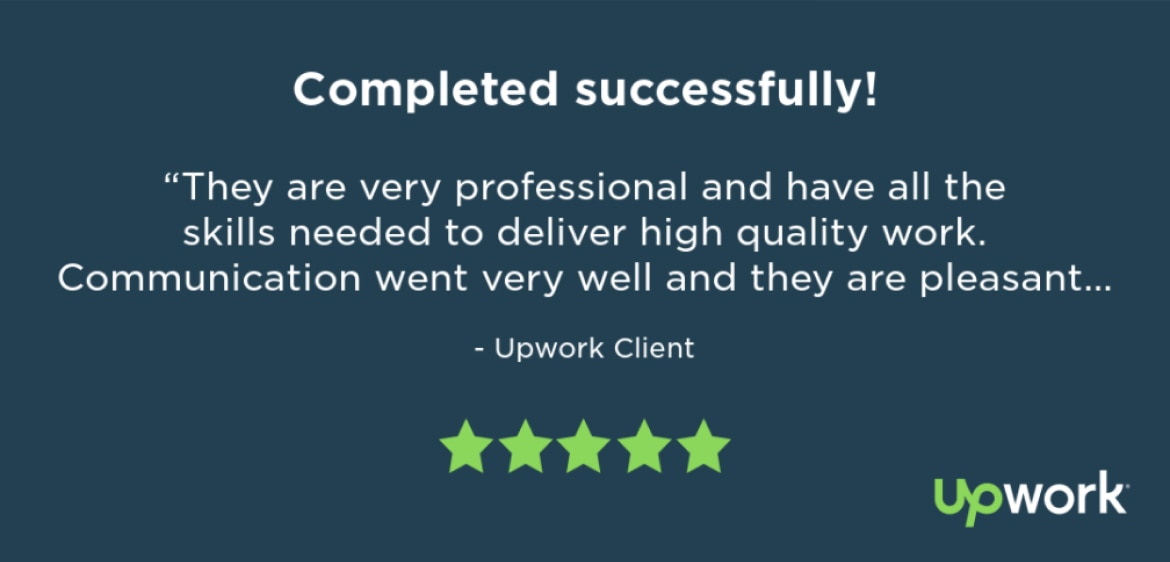 Completed successfully!
“They are very professional and have all the
skills needed to deliver high quality work.
Communication went very well and they are pleasant...
- Upwork Client
upwork